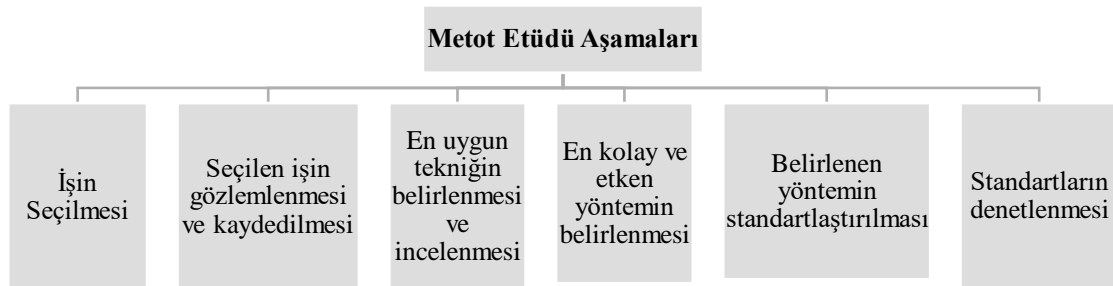 Metot Etüdü Aşamaları
İşin
Seçilmesi
Seçilen işin
gözlemlenmesi
ve kaydedilmesi
En uygun
tekniğin
belirlenmesi
ve
incelenmesi
En kolay ve
etken
yöntemin
belirlenmesi
Belirlenen
yöntemin
standartlaştırılması
Standartların
denetlenmesi